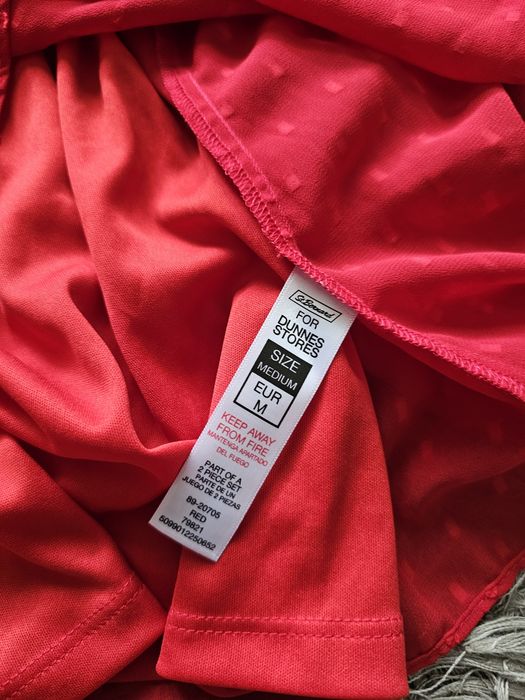 St.Bernard
FOR
DUNNES
STORES
SIZE
MEDIUM
EUR
M
KEEP AWAY
FROM FIRE
MANTENGA APARTADO
DEL FUEGO
PART OF A
2 PIECE SET
PARTE DE UN
JUEGO DE 2 PIEZAS
89-20705
RED
79821
5099012250652